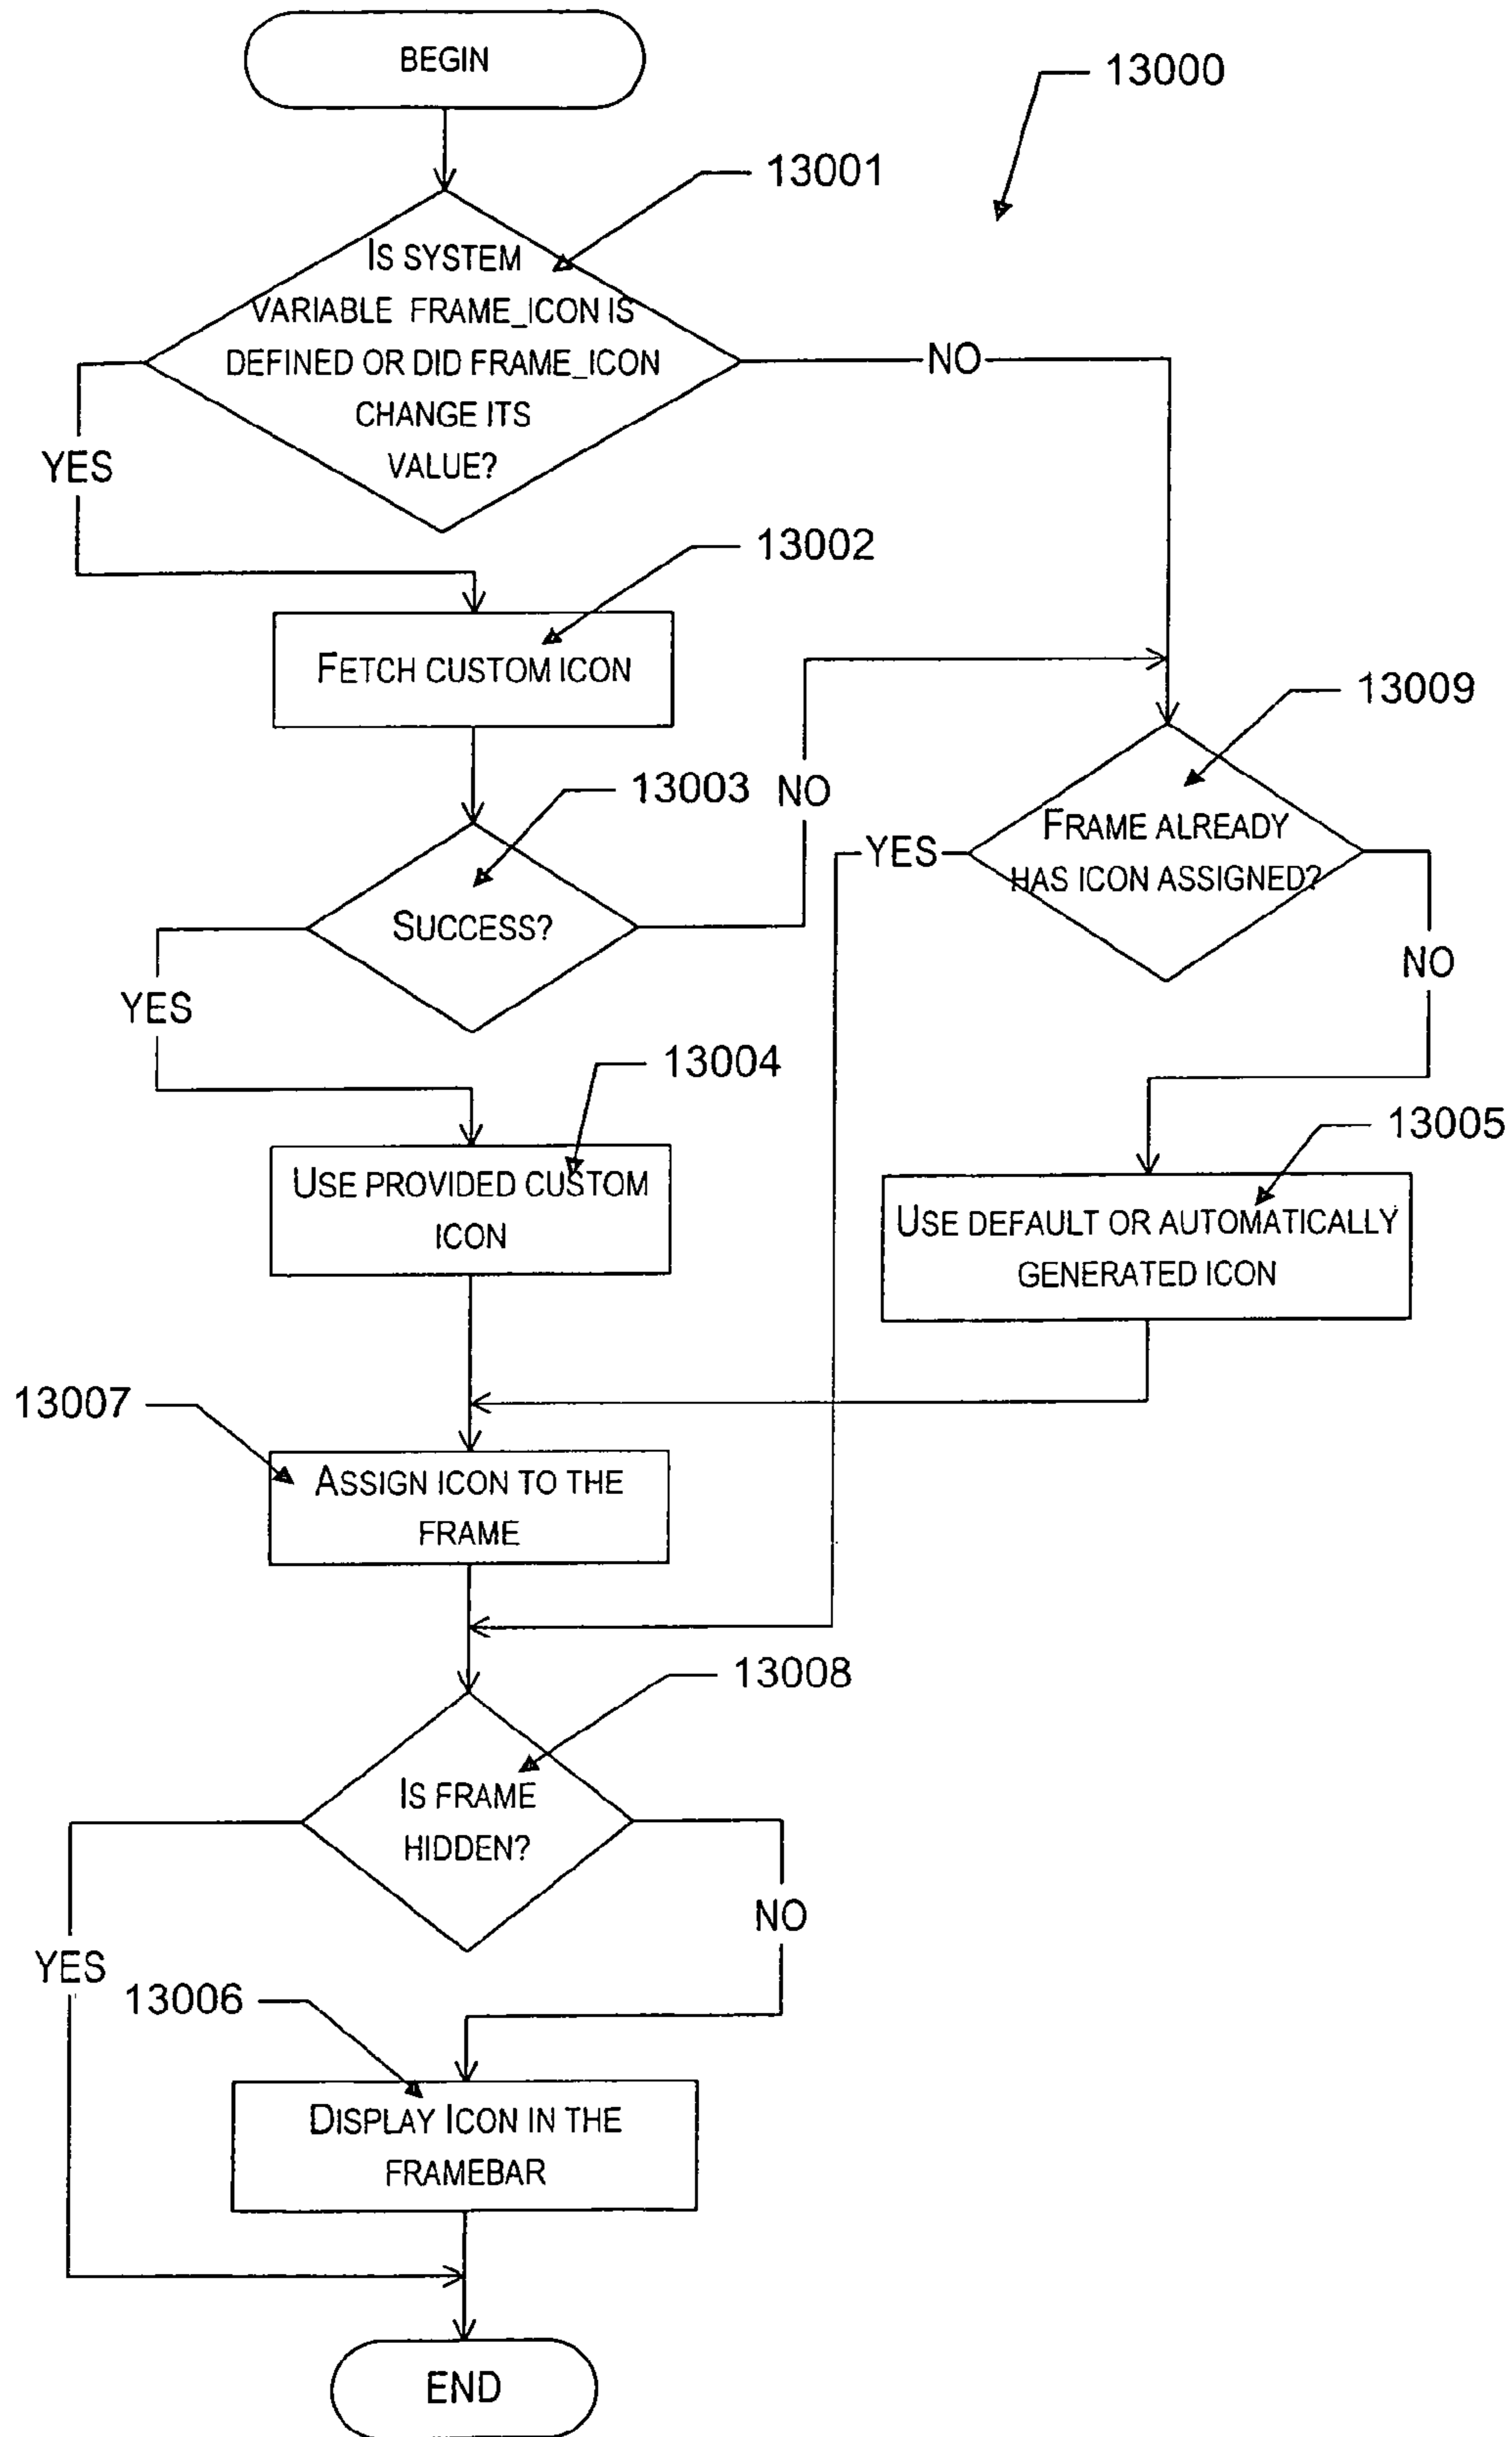 BEGIN
13000
13001
IS SYSTEM
VARIABLE FRAME_ICON IS
DEFINED OR DID FRAME_ICON
CHANGE ITS
VALUE?
NO
YES
13002
FETCH CUSTOM ICON
13009
13003
NO
FRAME ALREADY
HAS ICON ASSIGNED?
YES
SUCCESS?
NO
YES
13004
13005
USE PROVIDED CUSTOM
ICON
USE DEFAULT OR AUTOMATICALLY
GENERATED ICON
13007
ASSIGN ICON TO THE
FRAME
13008
IS FRAME
HIDDEN?
NO
YES
13006
DISPLAY ICON IN THE
FRAMEBAR
END